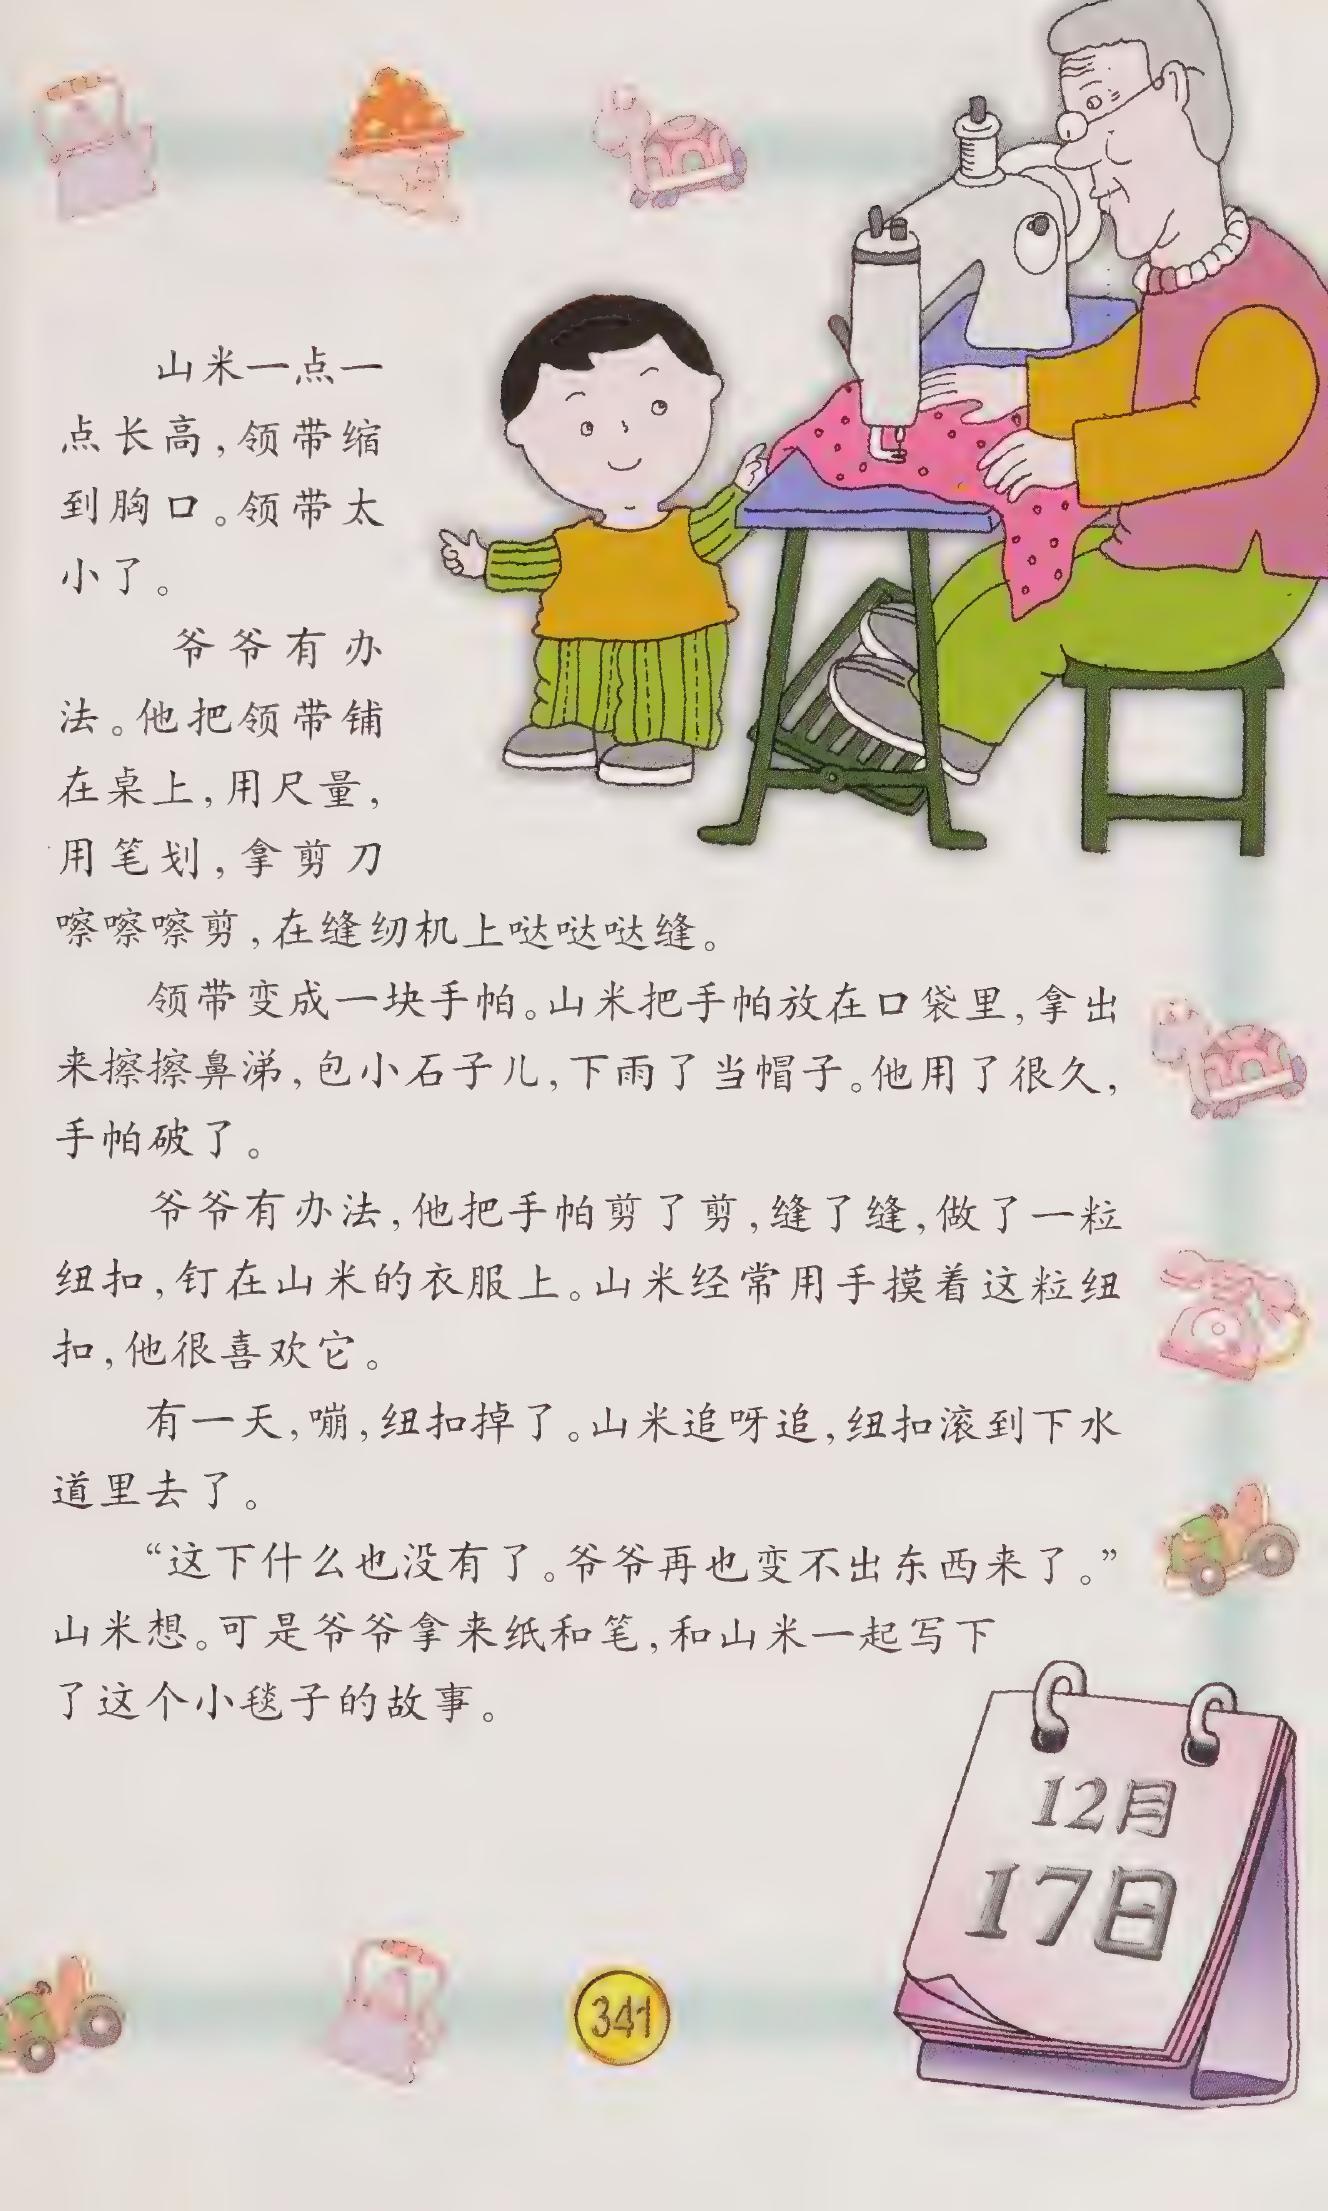 山米一点一
点长高，领带缩
到胸口。领带太
小了。
爷爷有办
法。他把领带铺
在桌上，用尺量，
用笔划，拿剪刀
嚓嚓嚓剪，在缝纫机上哒哒哒缝。
领带变成一块手帕。山米把手帕放在口袋里，拿出
来擦擦鼻涕，包小石子儿，下雨了当帽子。他用了很久，
手帕破了。
爷爷有办法，他把手帕剪了剪，缝了缝，做了一粒
纽扣，钉在山米的衣服上。山米经常用手摸着这粒纽
扣，他很喜欢它。
有一天，嘣，纽扣掉了。山米追呀追，纽扣滚到下水
道里去了。
“这下什么也没有了。爷爷再也变不出东西来了。”
山米想。可是爷爷拿来纸和笔，和山米一起写下
了这个小毯子的故事。
12月
17日
341